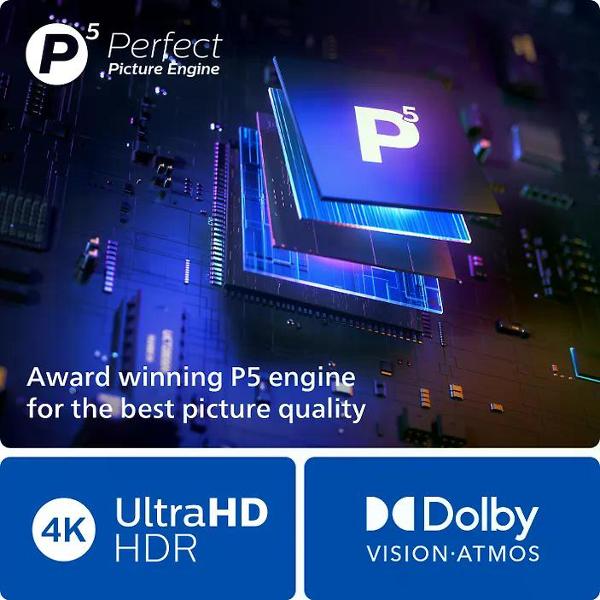 P5 Perfect
Picture Engine
P5
Award winning P5 engine
for the best picture quality
4K UltraHD
HDR
Dolby
VISION·ATMOS